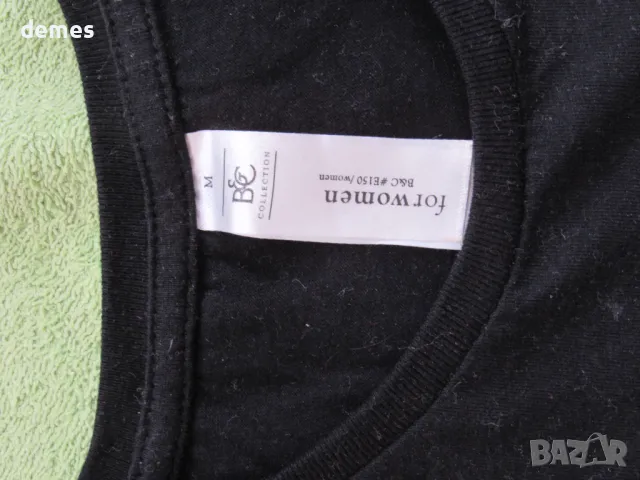 demes
M
B&C
COLLECTION
for women
B&C #E150 /women
BAZAR